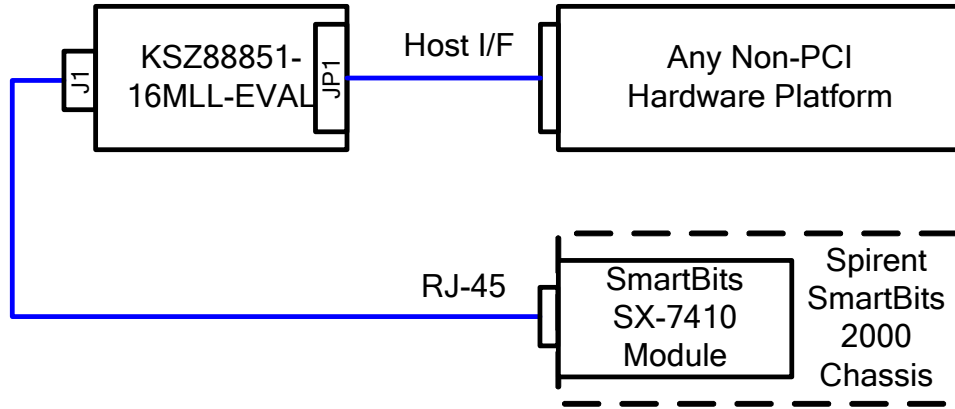 J1
KSZ88851-
16MLL-EVAL
JP1
Host I/F
Any Non-PCI
Hardware Platform
RJ-45
SmartBits
SX-7410
Module
Spirent
SmartBits
2000
Chassis